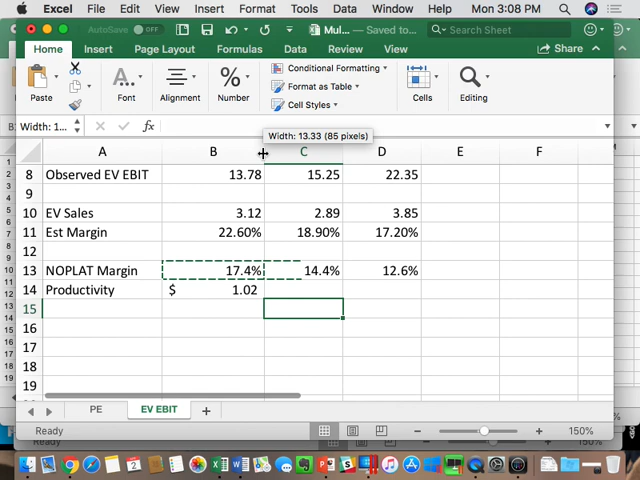 Excel File Edit View Insert Format Tools Data Window Help Mon 3:08 PM
AutoSave OFF Mul... — Saved to... Search Sheet
Home Insert Page Layout Formulas Data Review View Share
Paste Font Alignment Number Conditional Formatting Format as Table Cell Styles Cells Editing
Width: 1... fx
Width: 13.33 (85 pixels)
A B C D E F
8 Observed EV EBIT 13.78 15.25 22.35
9
10 EV Sales 3.12 2.89 3.85
11 Est Margin 22.60% 18.90% 17.20%
12
13 NOPLAT Margin 17.4% 14.4% 12.6%
14 Productivity $ 1.02
15
16
17
18
19
PE EV EBIT +
Ready 150%